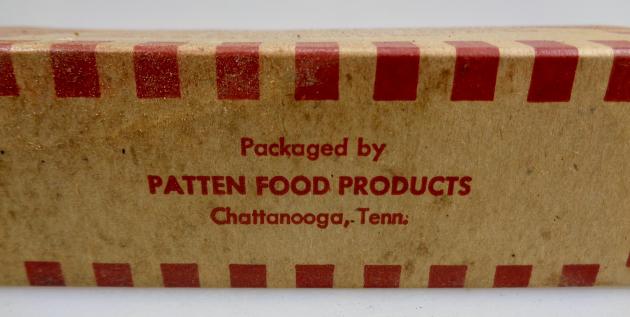 Packaged by
PATTEN FOOD PRODUCTS
Chattanooga, Tenn.